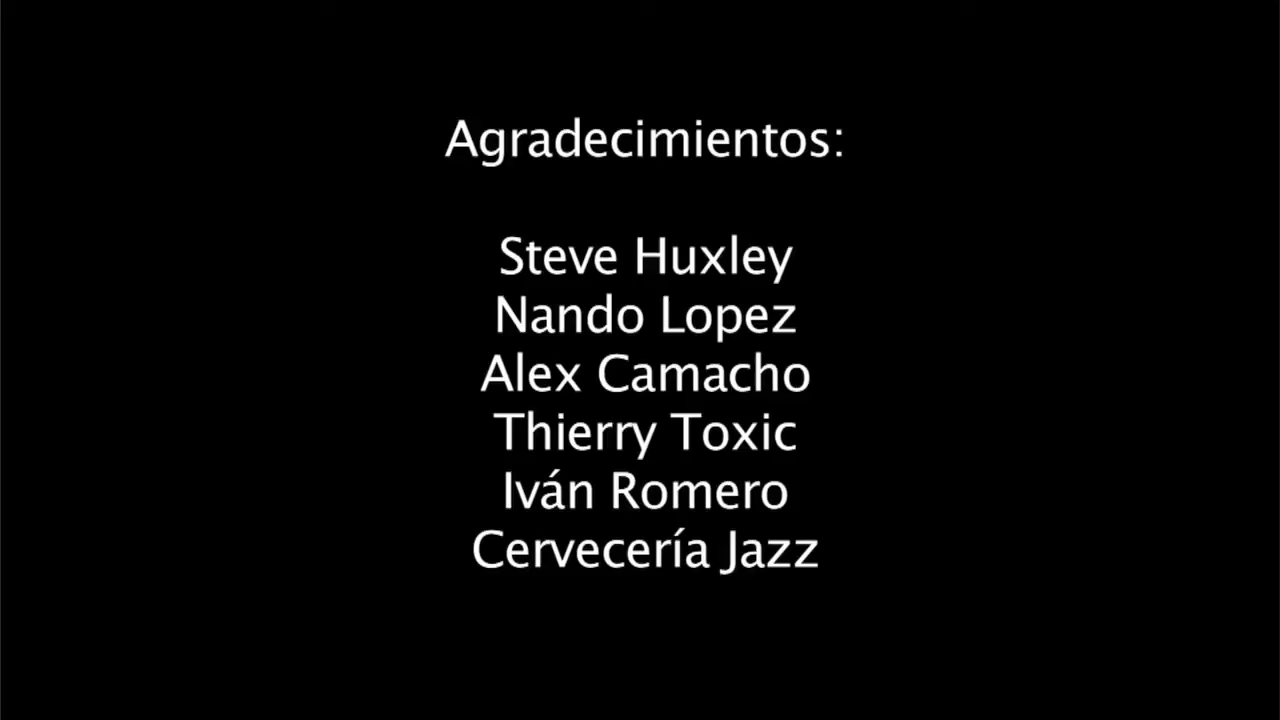 Agradecimientos:
Steve Huxley
Nando Lopez
Alex Camacho
Thierry Toxic
Iván Romero
Cervecería Jazz